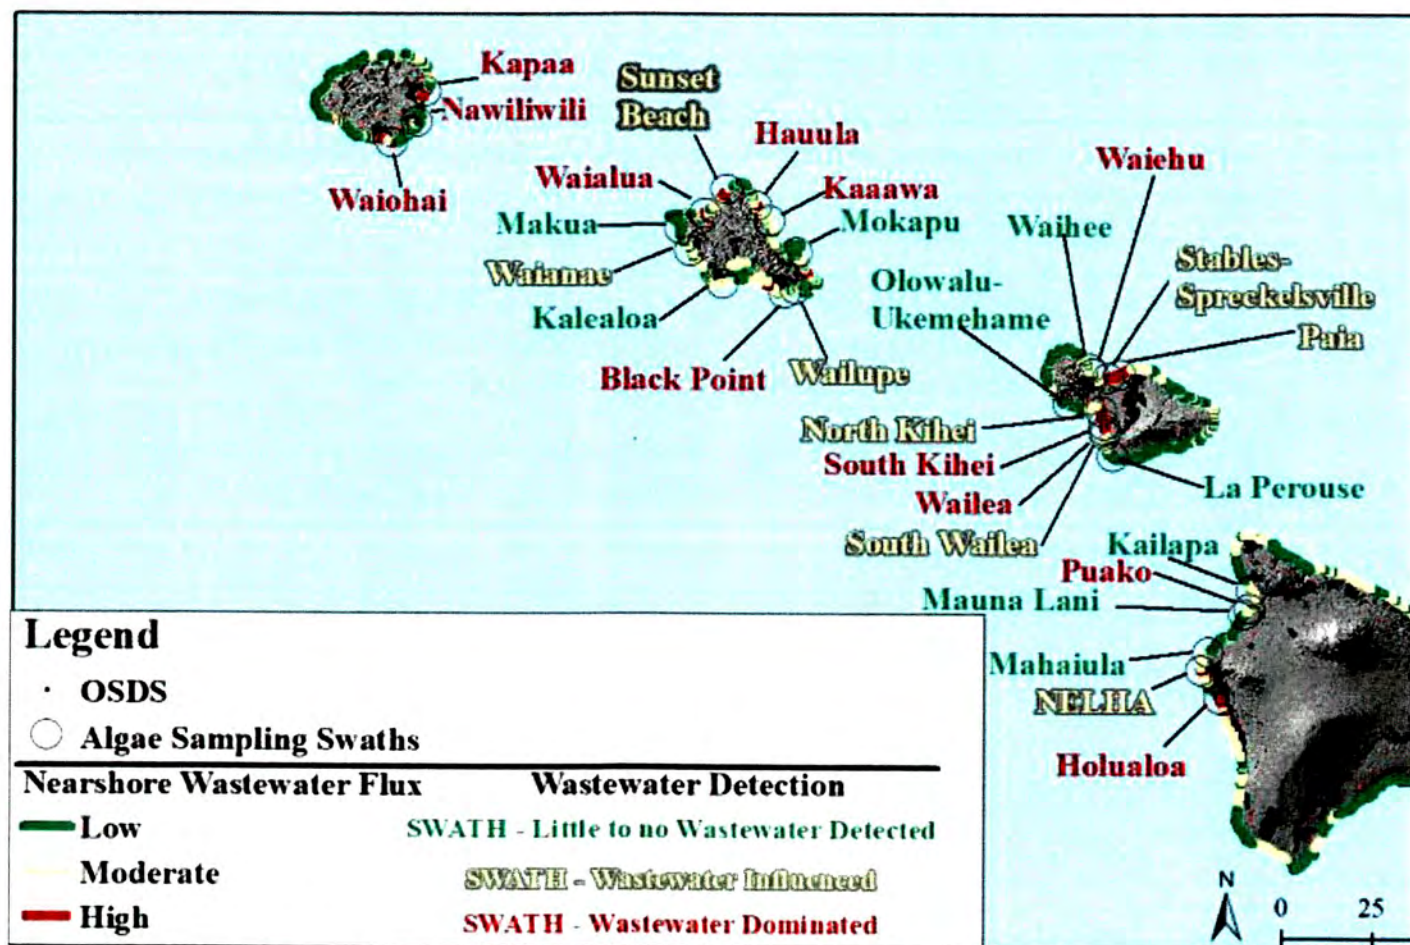 Kapaa
Nawiliwili
Waiohai
Sunset
Beach
Hauula
Waialua
Kaaawa
Makua
Mokapu
Waianae
Kalealoa
Black Point
Wailupe
Waiehu
Waihee
Stables-
Spreckelsville
Olowalu-
Ukemehame
Paia
North Kihei
South Kihei
Wailea
South Wailea
La Perouse
Kailapa
Puako
Mauna Lani
Mahaiula
NELHA
Holualoa
Legend
OSDS
Algae Sampling Swaths
Nearshore Wastewater Flux
Low
Moderate
High
Wastewater Detection
SWATH - Little to no Wastewater Detected
SWATH - Wastewater Influenced
SWATH - Wastewater Dominated
N
0 25